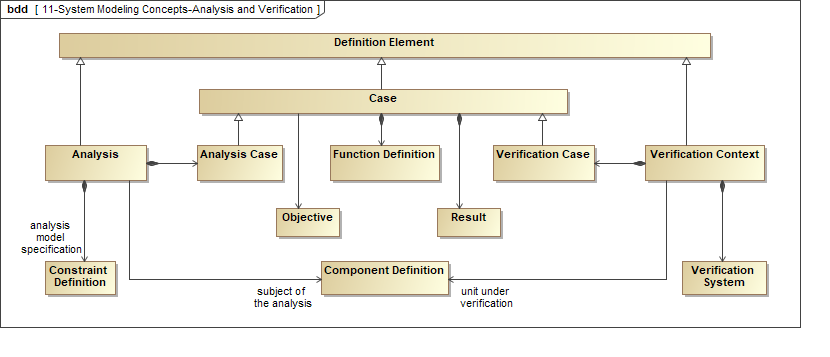 bdd [ 11-System Modeling Concepts-Analysis and Verification ]
Definition Element
Case
Analysis
Analysis Case
Function Definition
Verification Case
Verification Context
Objective
Result
analysis
model
specification
Constraint
Definition
Component Definition
Verification
System
subject of
the analysis
unit under
verification